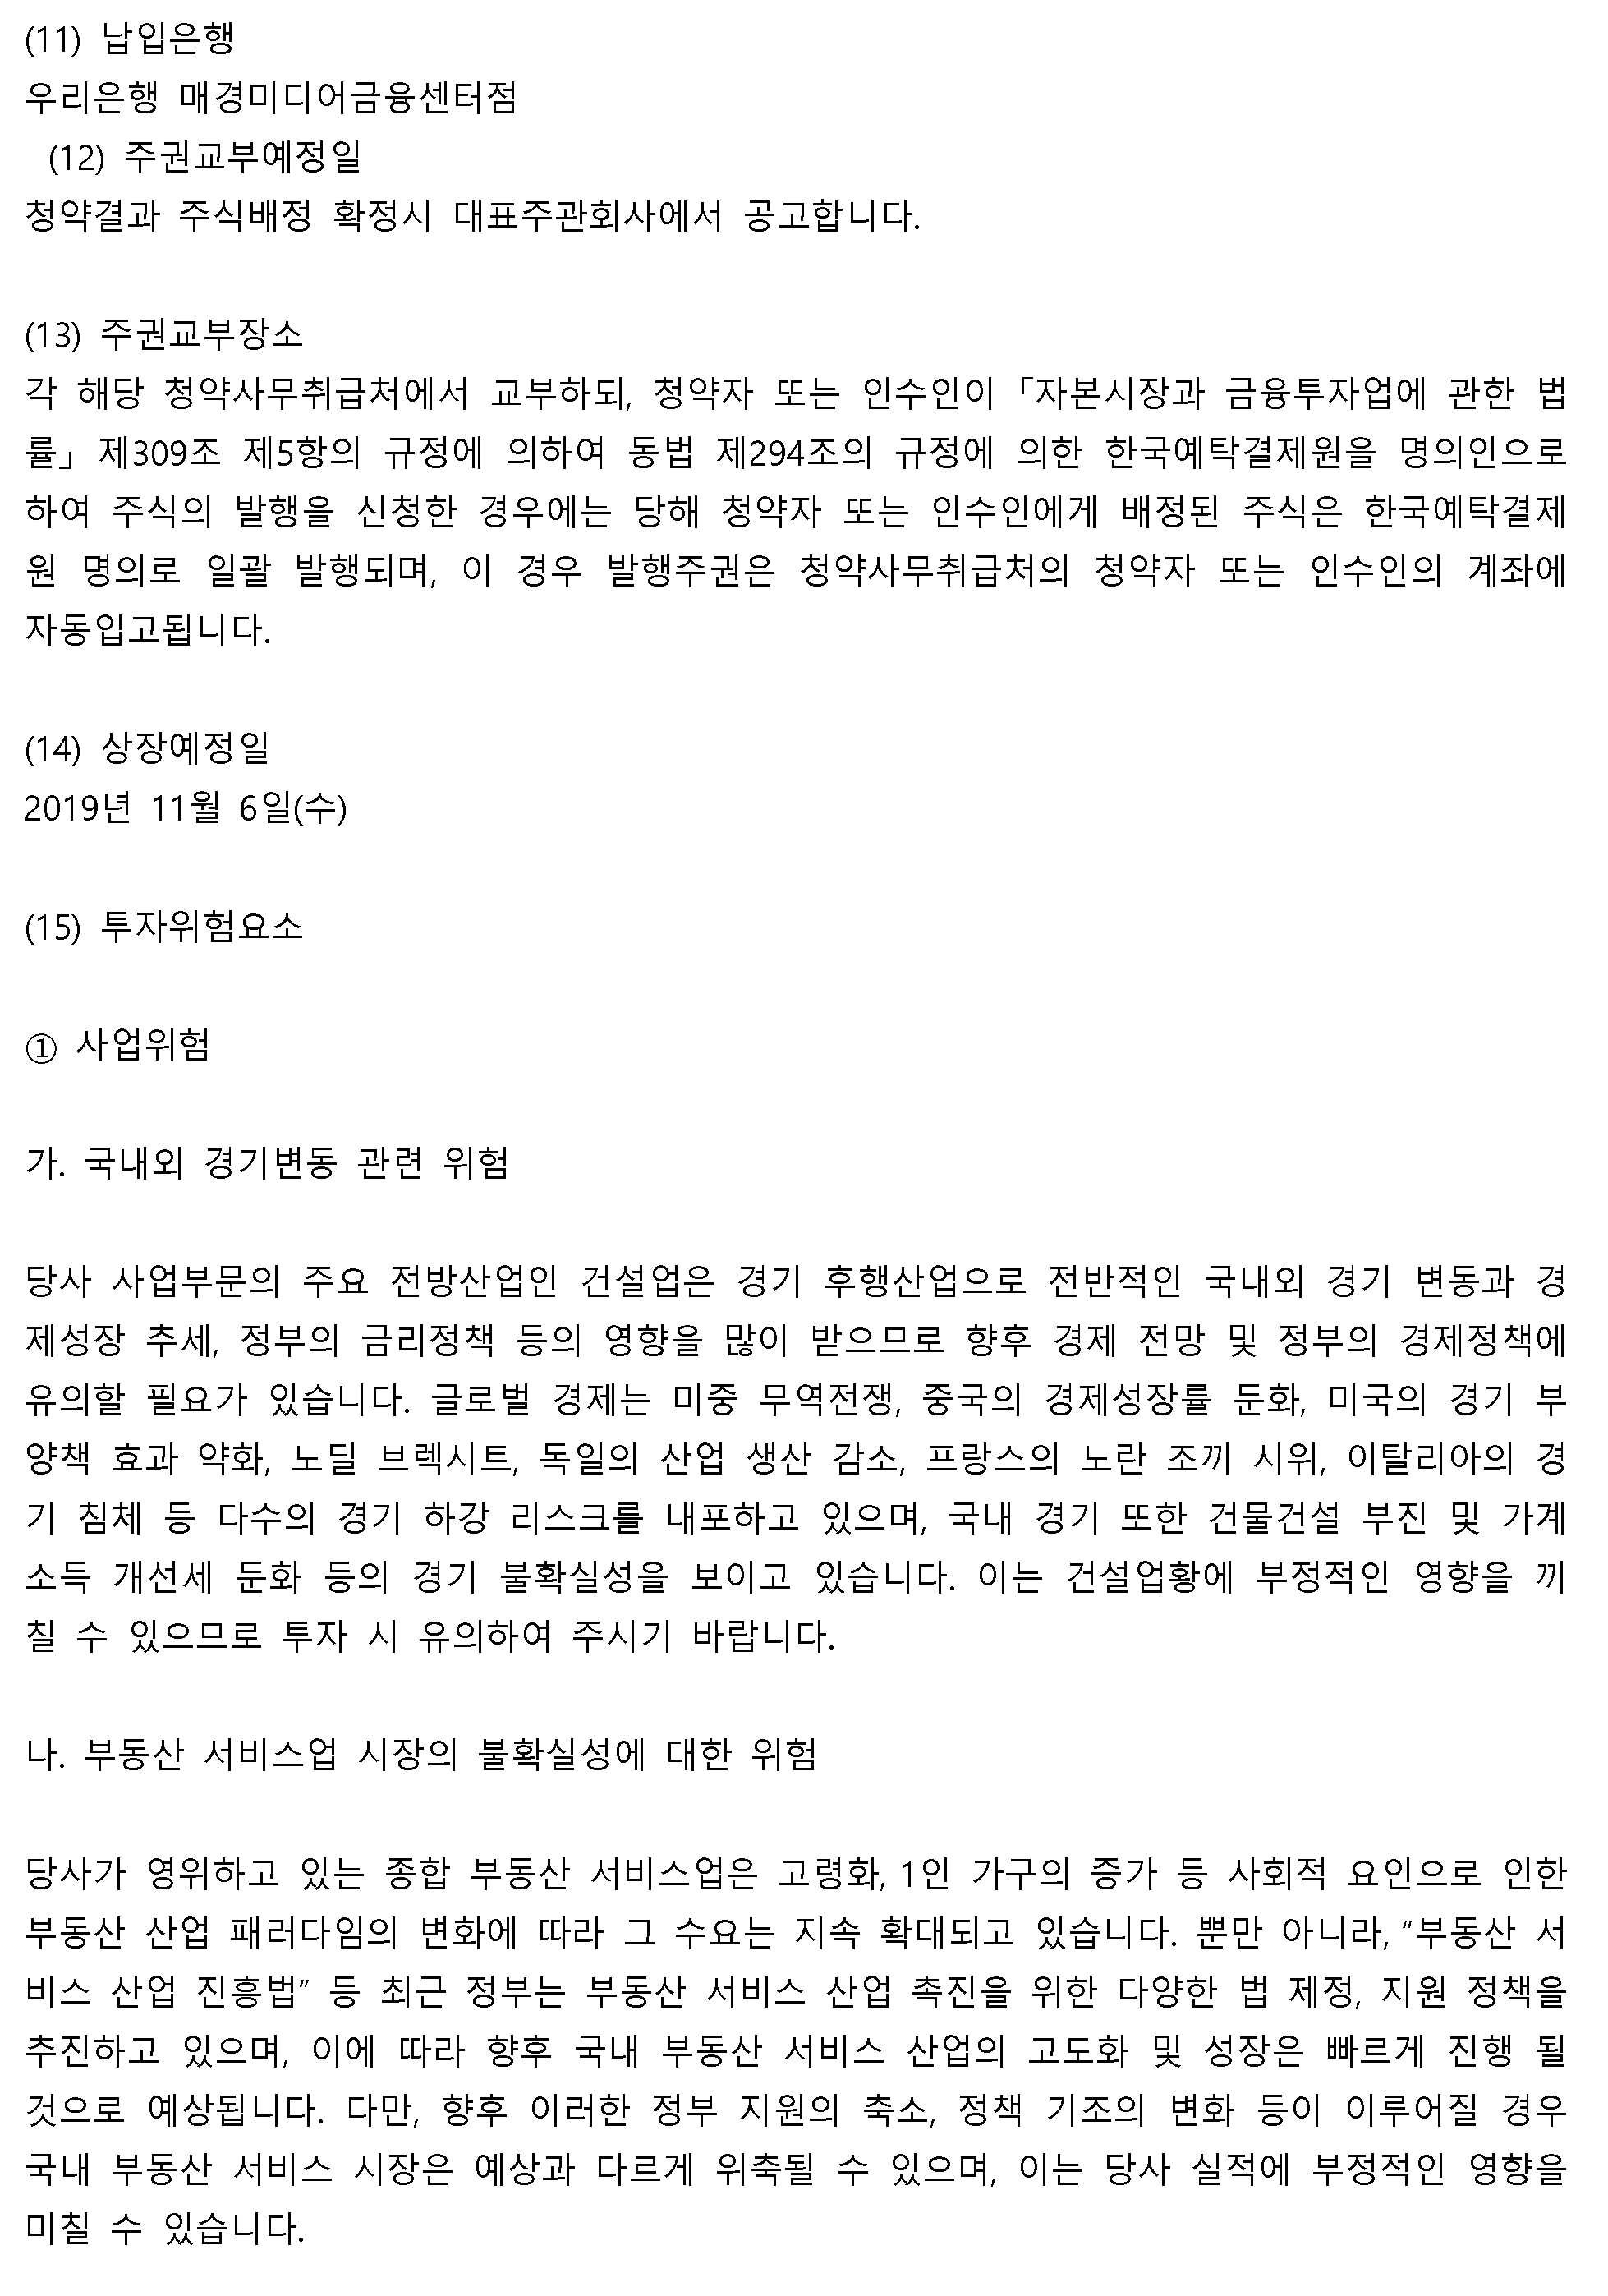 (11) 납입은행
우리은행 매경미디어금융센터점
(12) 주권교부예정일
청약결과 주식배정 확정시 대표주관회사에서 공고합니다.
(13) 주권교부장소
각 해당 청약사무취급처에서 교부하되, 청약자 또는 인수인이「자본시장과 금융투자업에 관한 법
률」제309조 제5항의 규정에 의하여 동법 제294조의 규정에 의한 한국예탁결제원을 명의인으로
하여 주식의 발행을 신청한 경우에는 당해 청약자 또는 인수인에게 배정된 주식은 한국예탁결제
원 명의로 일괄 발행되며, 이 경우 발행주권은 청약사무취급처의 청약자 또는 인수인의 계좌에
자동입고됩니다.
(14) 상장예정일
2019년 11월 6일(수)
(15) 투자위험요소
① 사업위험
가. 국내외 경기변동 관련 위험
당사 사업부문의 주요 전방산업인 건설업은 경기 후행산업으로 전반적인 국내외 경기 변동과 경
제성장 추세, 정부의 금리정책 등의 영향을 많이 받으므로 향후 경제 전망 및 정부의 경제정책에
유의할 필요가 있습니다. 글로벌 경제는 미중 무역전쟁, 중국의 경제성장률 둔화, 미국의 경기 부
양책 효과 약화, 노딜 브렉시트, 독일의 산업 생산 감소, 프랑스의 노란 조끼 시위, 이탈리아의 경
기 침체 등 다수의 경기 하강 리스크를 내포하고 있으며, 국내 경기 또한 건물건설 부진 및 가계
소득 개선세 둔화 등의 경기 불확실성을 보이고 있습니다. 이는 건설업황에 부정적인 영향을 끼
칠 수 있으므로 투자 시 유의하여 주시기 바랍니다.
나. 부동산 서비스업 시장의 불확실성에 대한 위험
당사가 영위하고 있는 종합 부동산 서비스업은 고령화, 1인 가구의 증가 등 사회적 요인으로 인한
부동산 산업 패러다임의 변화에 따라 그 수요는 지속 확대되고 있습니다. 뿐만 아니라, “부동산 서
비스 산업 진흥법” 등 최근 정부는 부동산 서비스 산업 촉진을 위한 다양한 법 제정, 지원 정책을
추진하고 있으며, 이에 따라 향후 국내 부동산 서비스 산업의 고도화 및 성장은 빠르게 진행 될
것으로 예상됩니다. 다만, 향후 이러한 정부 지원의 축소, 정책 기조의 변화 등이 이루어질 경우
국내 부동산 서비스 시장은 예상과 다르게 위축될 수 있으며, 이는 당사 실적에 부정적인 영향을
미칠 수 있습니다.